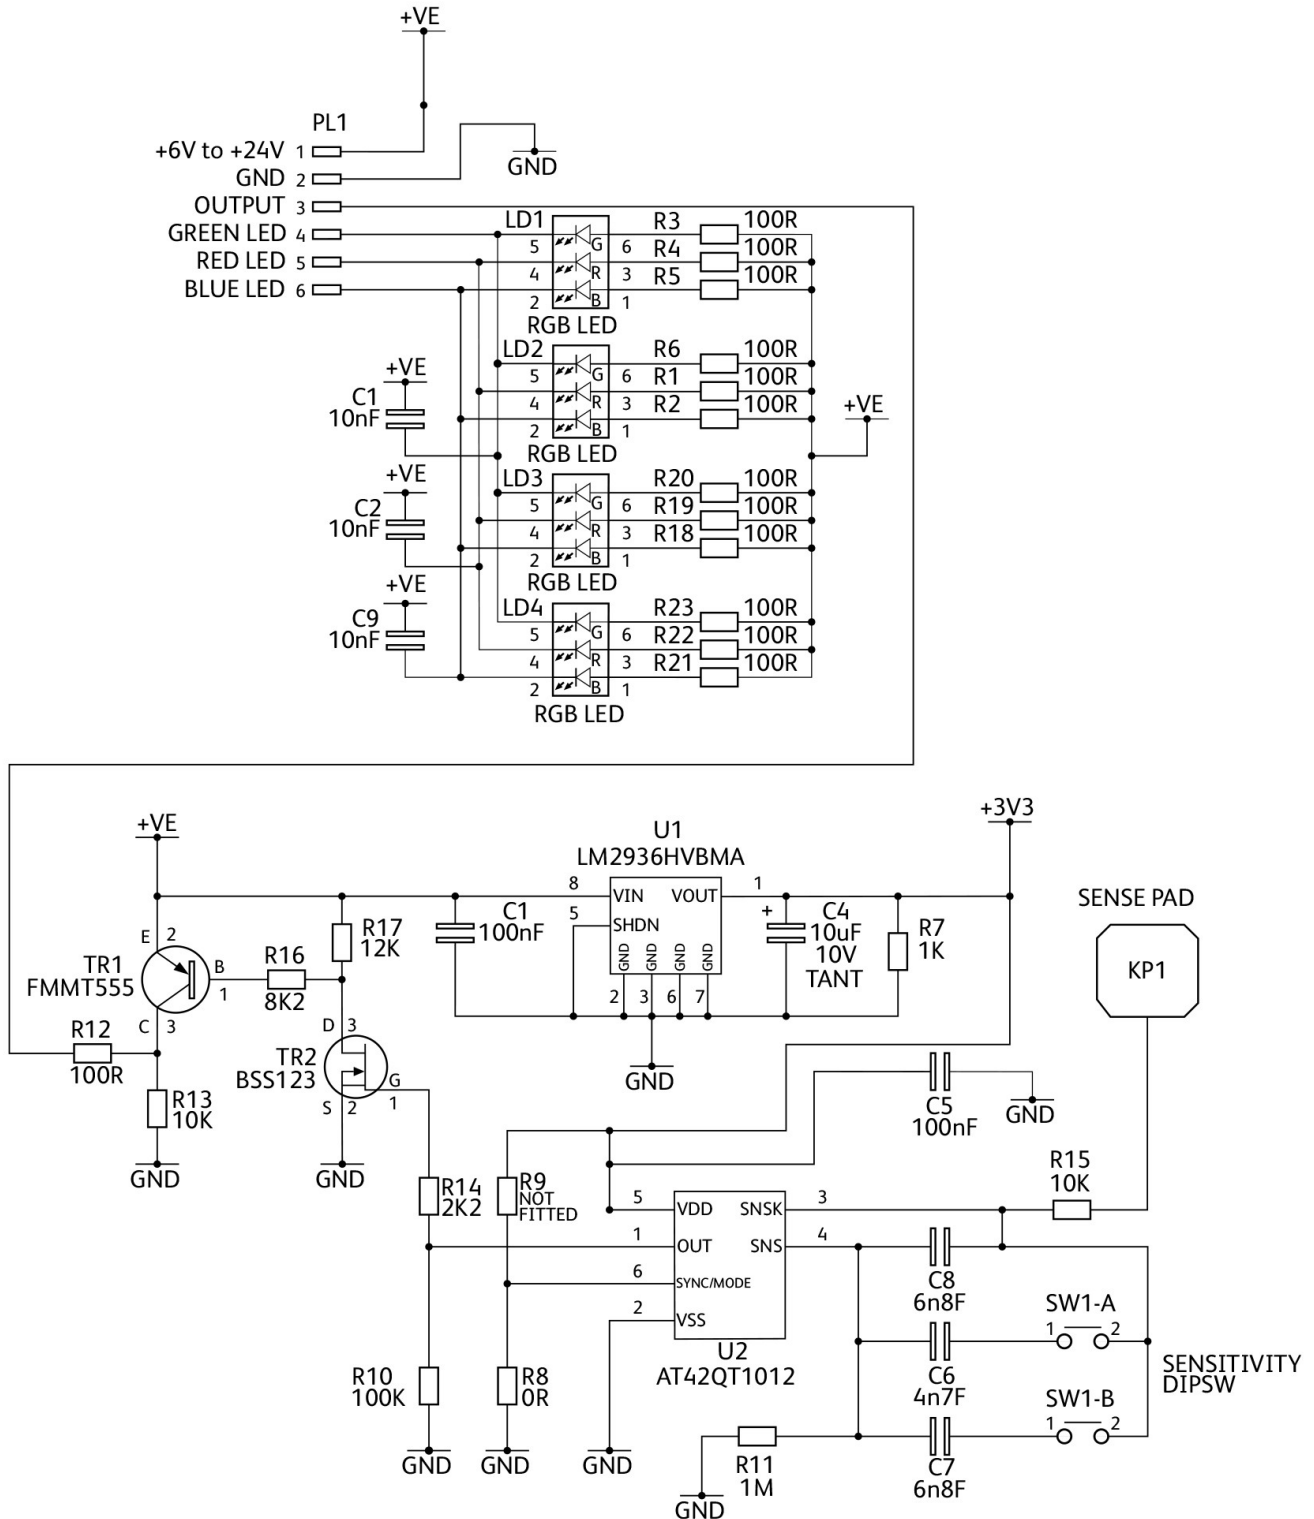 +VE
PL1
+6V to +24V 1
GND 2
OUTPUT 3
GREEN LED 4
RED LED 5
BLUE LED 6
GND
LD1
5 G 6 R3 100R
4 R 3 R4 100R
2 B 1 R5 100R
RGB LED
LD2
5 G 6 R6 100R
4 R 3 R1 100R
2 B 1 R2 100R
RGB LED
+VE
C1
10nF
+VE
+VE
C2
10nF
LD3
5 G 6 R20 100R
4 R 3 R19 100R
2 B 1 R18 100R
RGB LED
+VE
C9
10nF
LD4
5 G 6 R23 100R
4 R 3 R22 100R
2 B 1 R21 100R
RGB LED
+VE
U1
LM2936HVBMA
+3V3
8 VIN VOUT 1
5 SHDN
GND GND GND GND
2 3 6 7
GND
E 2
TR1
FMMT555
B
1
C 3
R16
8K2
R17
12K
C1
100nF
+
C4
10uF
10V
TANT
R7
1K
SENSE PAD
KP1
R12
100R
R13
10K
GND
D 3
TR2
BSS123
G
1
S 2
GND
C5
100nF
GND
R14
2K2
R9
NOT
FITTED
R15
10K
5 VDD SNSK 3
1 OUT SNS 4
6 SYNC/MODE
2 VSS
U2
AT42QT1012
C8
6n8F
SW1-A
1 2
C6
4n7F
SENSITIVITY
DIPSW
SW1-B
1 2
C7
6n8F
R10
100K
R8
0R
GND
GND
GND
R11
1M
GND